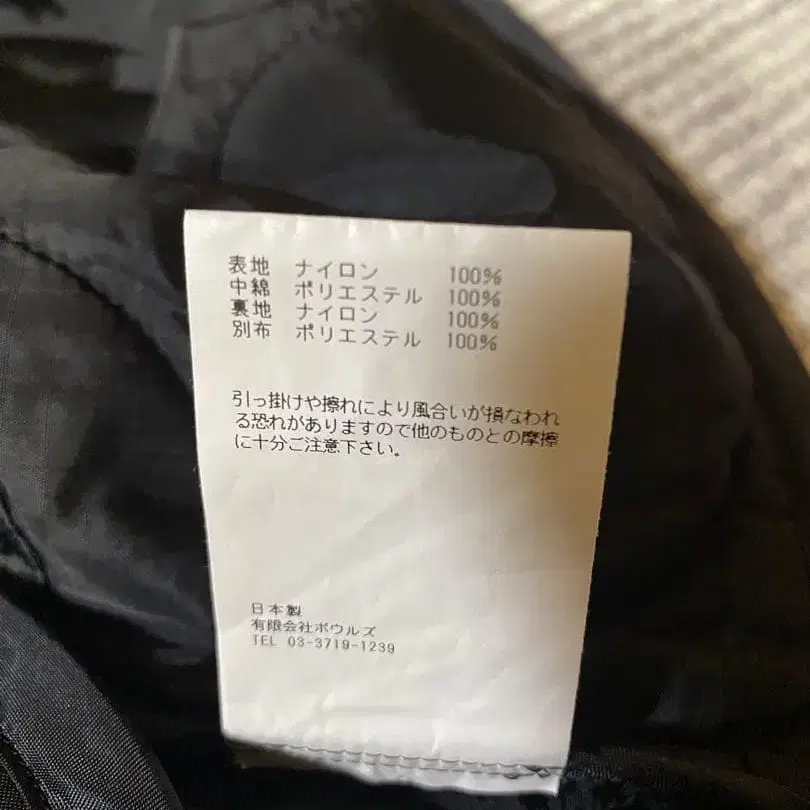 表地 ナイロン 100%
中綿 ポリエステル 100%
裏地 ナイロン 100%
別布 ポリエステル 100%
引っ掛けや擦れにより風合いが損なわれ
る恐れがありますので他のものとの摩擦
に十分ご注意下さい。
日本製
有限会社ボウルズ
TEL 03-3719-1239